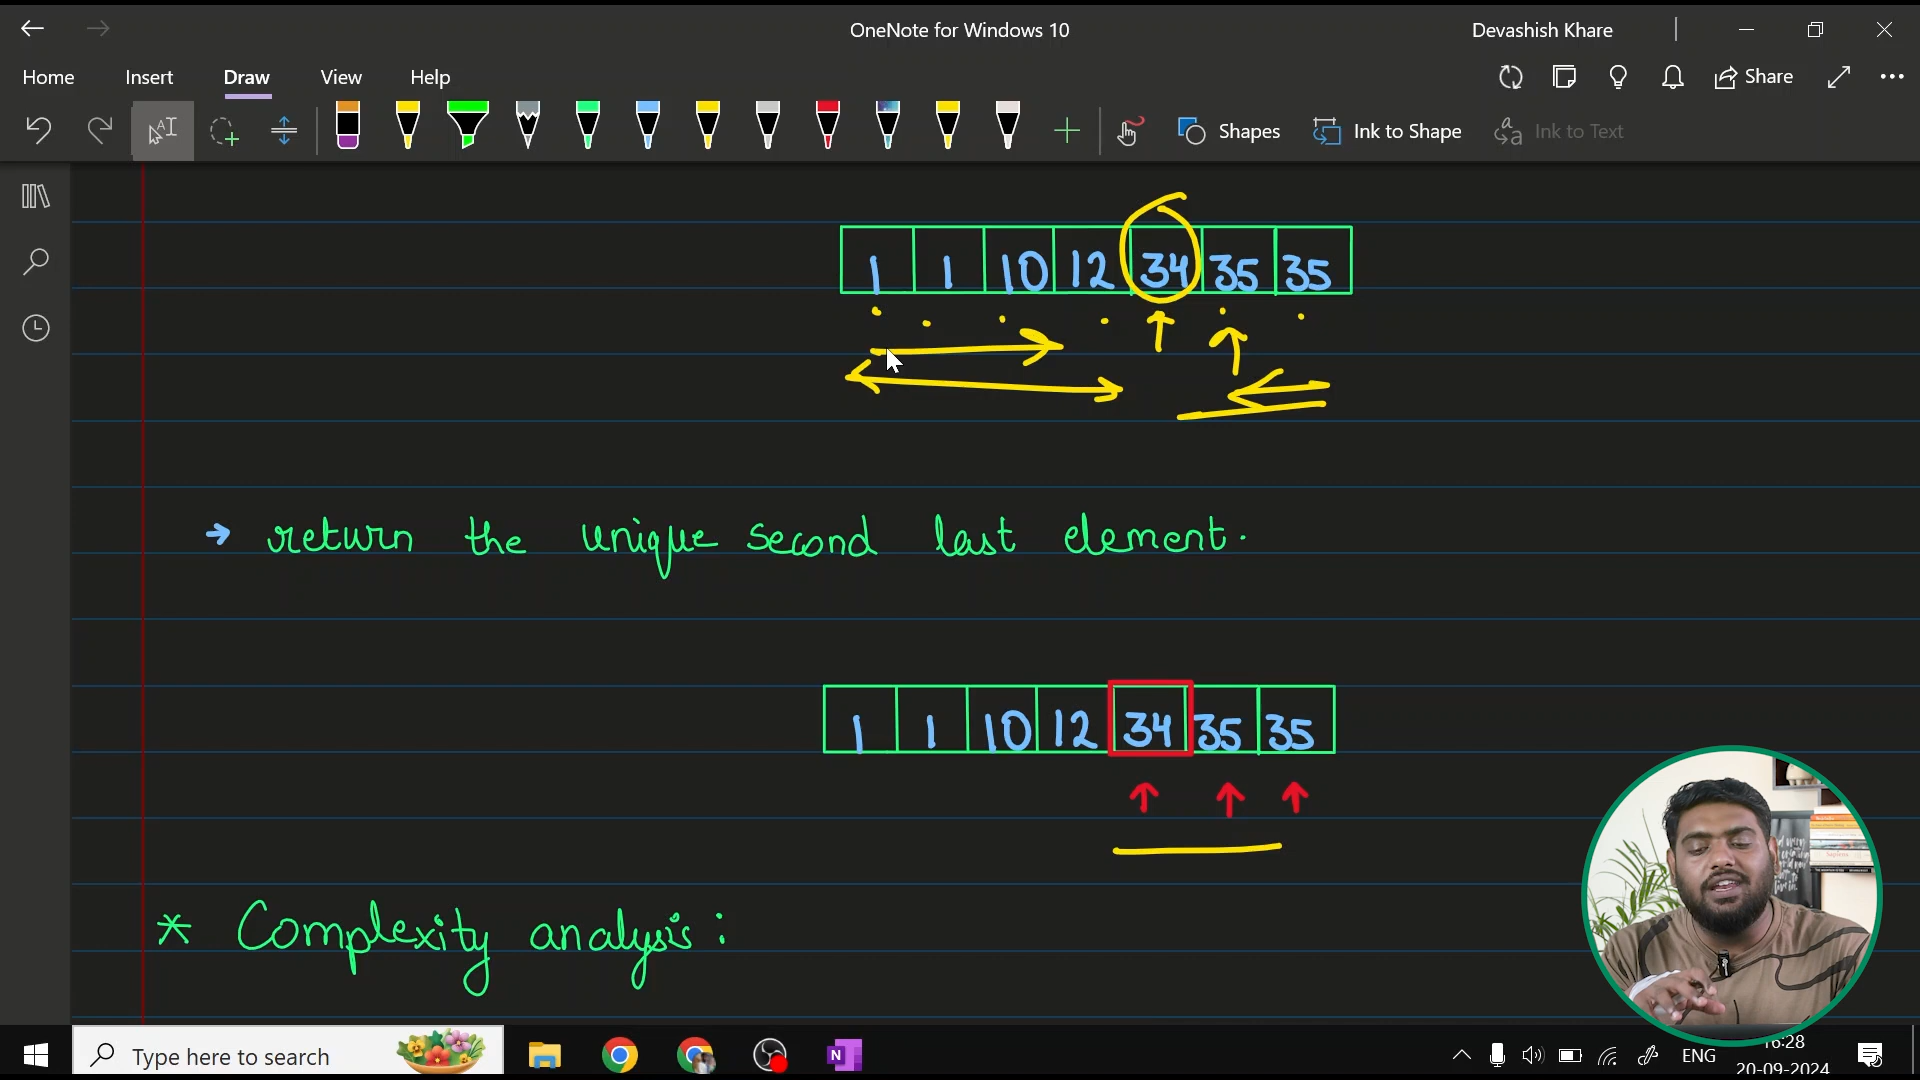 OneNote for Windows 10
Devashish Khare
Home Insert Draw View Help
Share
Shapes Ink to Shape Ink to Text
1 1 10 12 34 35 35
→ return the unique second last element.
1 1 10 12 34 35 35
* Complexity analysis :
Type here to search
ENG
16:28
20-09-2024